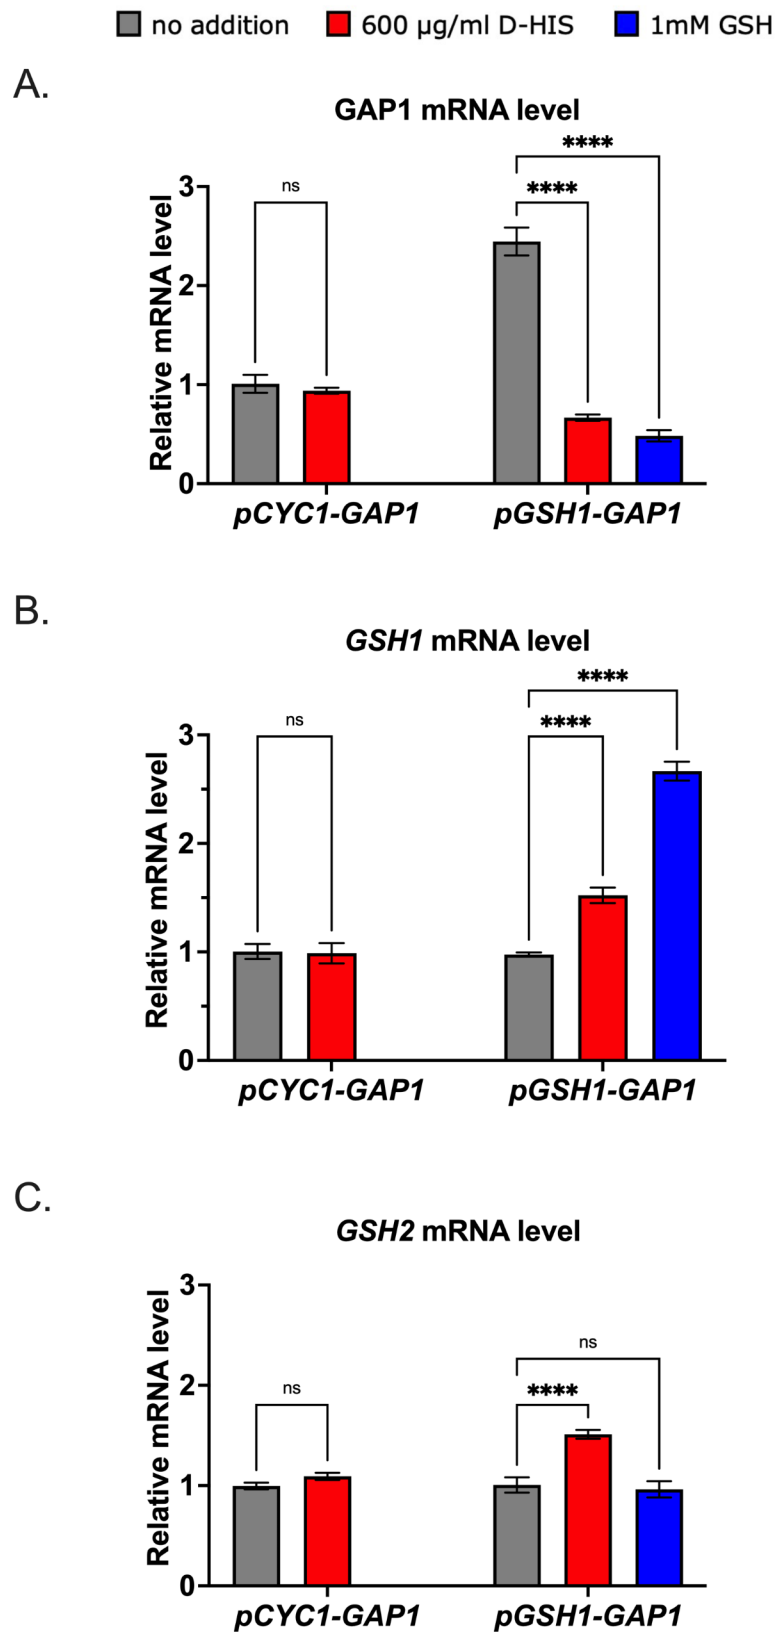 no addition 600 µg/ml D-HIS 1mM GSH
A.
GAP1 mRNA level
****
ns ****
Relative mRNA level
3
2
1
0
pCYC1-GAP1 pGSH1-GAP1
B.
GSH1 mRNA level
****
ns ****
Relative mRNA level
3
2
1
0
pCYC1-GAP1 pGSH1-GAP1
C.
GSH2 mRNA level
ns
ns ****
Relative mRNA level
3
2
1
0
pCYC1-GAP1 pGSH1-GAP1